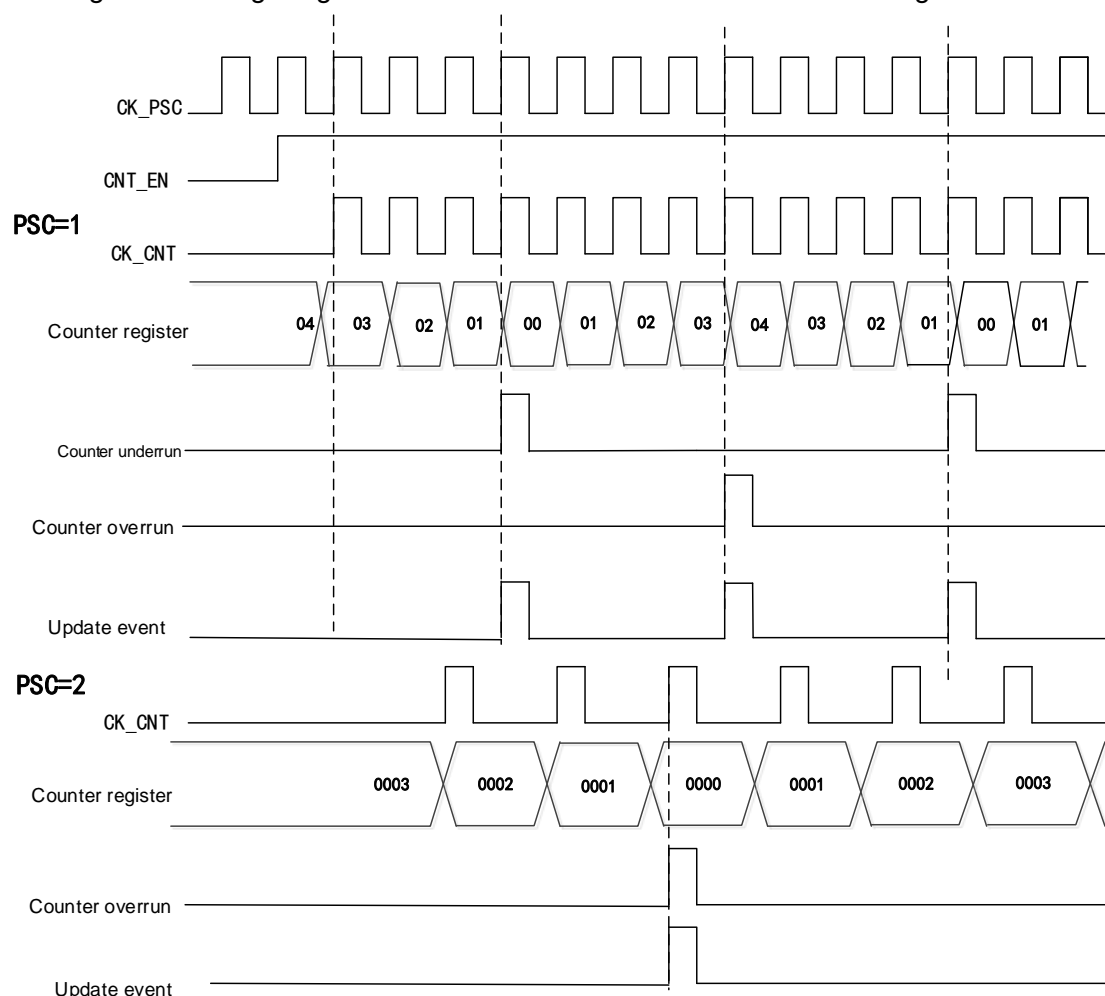 CK_PSC
CNT_EN
PSC=1
CK_CNT
Counter register 04 03 02 01 00 01 02 03 04 03 02 01 00 01
Counter underrun
Counter overrun
Update event
PSC=2
CK_CNT
Counter register 0003 0002 0001 0000 0001 0002 0003
Counter overrun
Update event